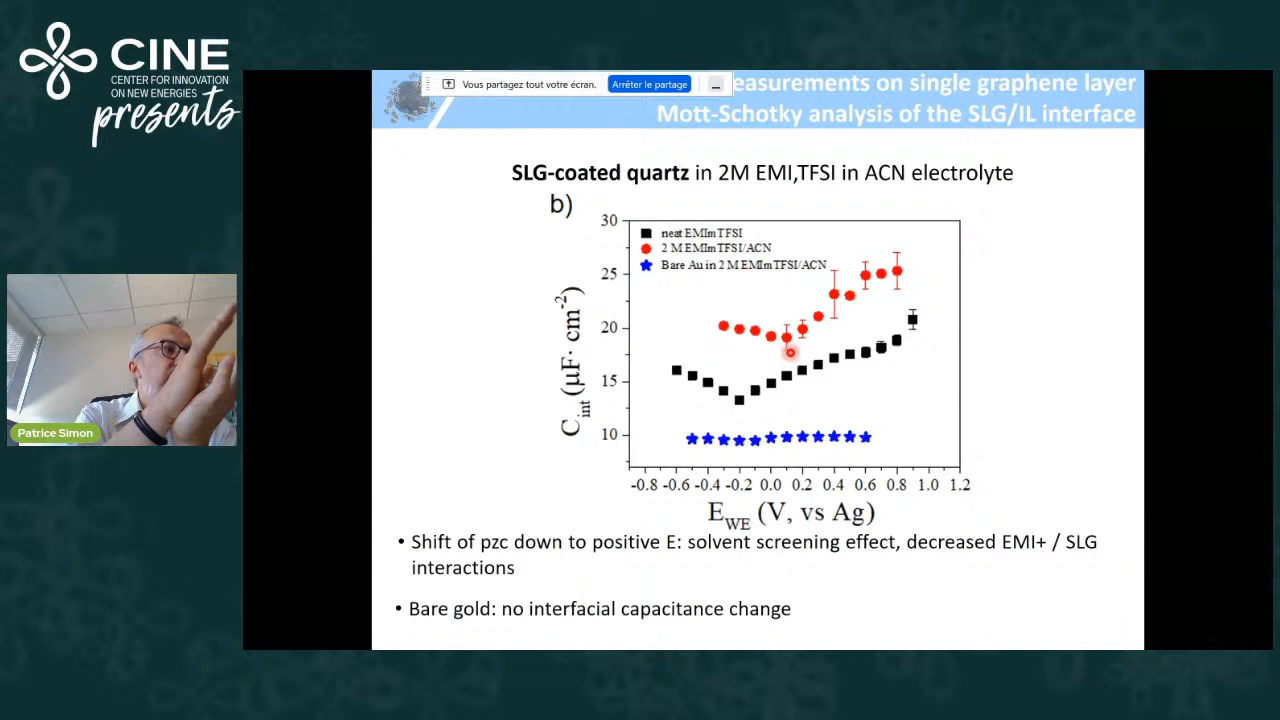 CINE
CENTER FOR INNOVATION
ON NEW ENERGIES
presents
Vous partagez tout votre écran.
Arrêter le partage
easurements on single graphene layer
Mott-Schotky analysis of the SLG/IL interface
SLG-coated quartz in 2M EMI,TFSI in ACN electrolyte
b)
neat EMImTFSI
2 M EMImTFSI/ACN
Bare Au in 2 M EMImTFSI/ACN
30
25
20
15
10
C_int (µF· cm⁻²)
-0.8 -0.6 -0.4 -0.2 0.0 0.2 0.4 0.6 0.8 1.0 1.2
E_WE (V, vs Ag)
• Shift of pzc down to positive E: solvent screening effect, decreased EMI+ / SLG
interactions
• Bare gold: no interfacial capacitance change
Patrice Simon